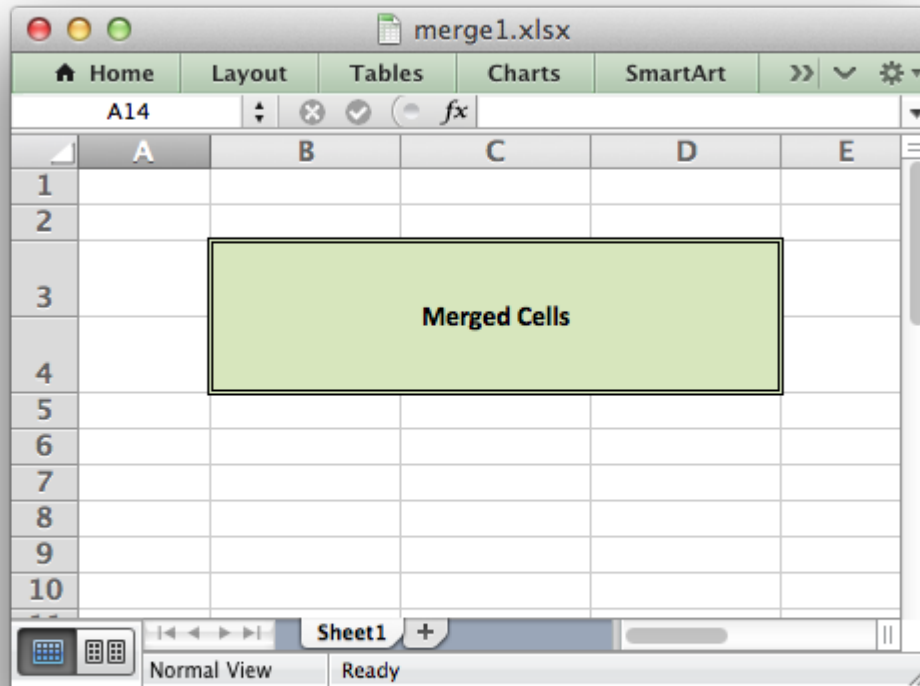 merge1.xlsx
Home Layout Tables Charts SmartArt
A14 fx
A B C D E
1
2
3
Merged Cells
4
5
6
7
8
9
10
Sheet1 +
Normal View Ready